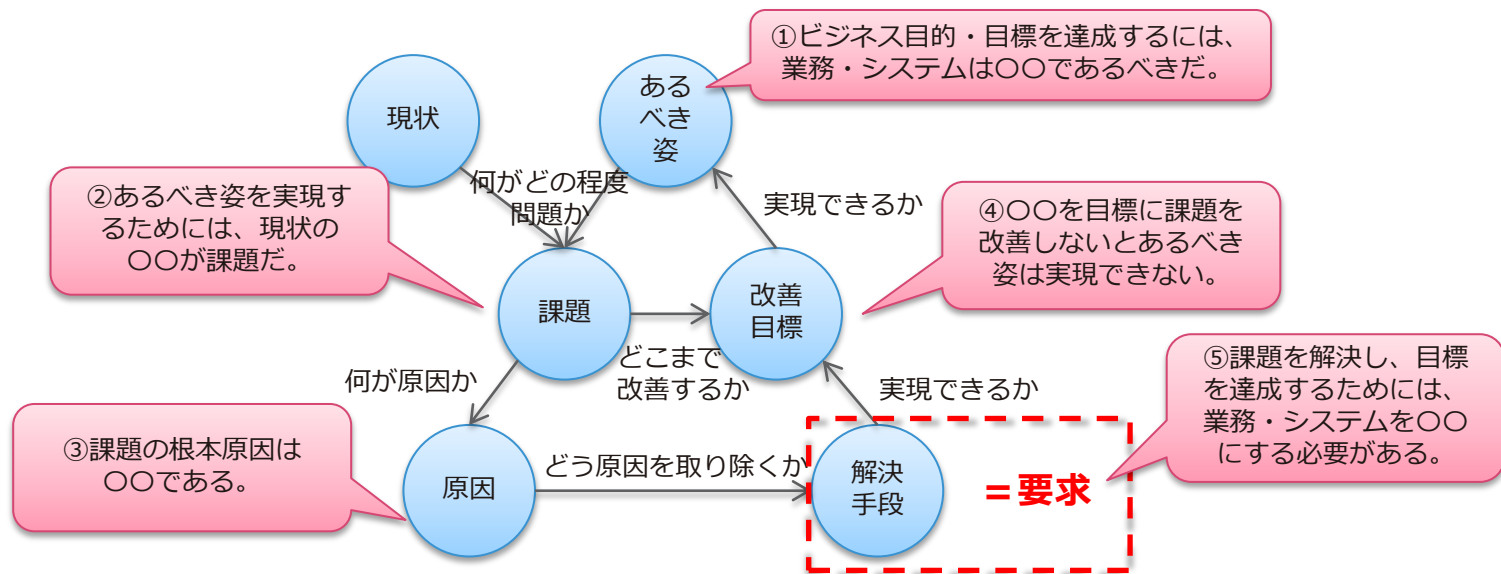 ①ビジネス目的・目標を達成するには、
業務・システムは〇〇であるべきだ。
現状
ある
べき
姿
何がどの程度
問題か
②あるべき姿を実現す
るためには、現状の
〇〇が課題だ。
実現できるか
④〇〇を目標に課題を
改善しないとあるべき
姿は実現できない。
課題
改善
目標
どこまで
改善するか
何が原因か
実現できるか
⑤課題を解決し、目標
を達成するためには、
業務・システムを〇〇
にする必要がある。
③課題の根本原因は
〇〇である。
原因
どう原因を取り除くか
解決
手段
＝要求